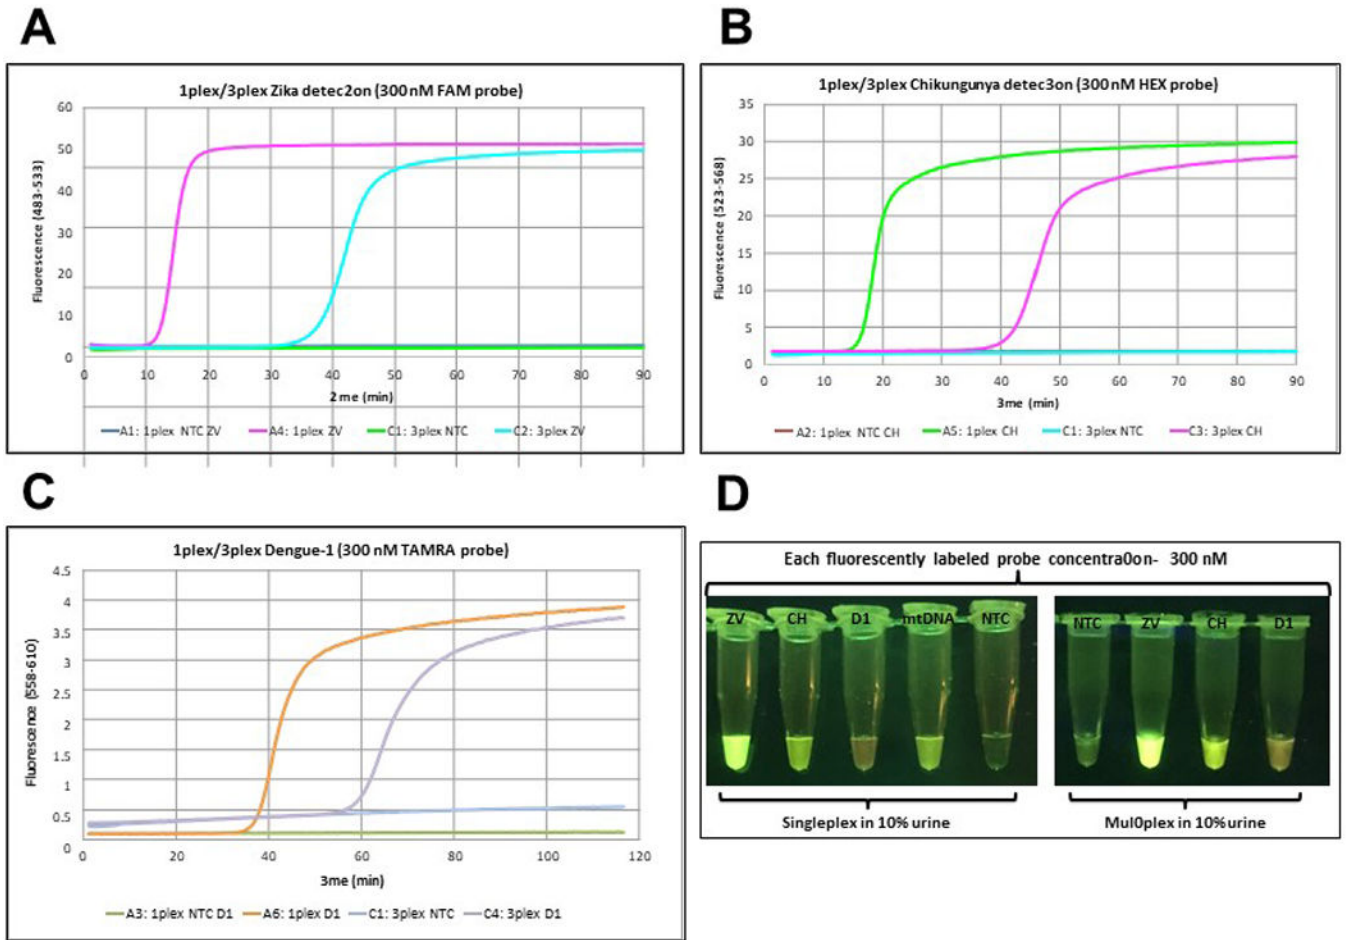 A
1plex/3plex Zika detec2on (300 nM FAM probe)
Fluorescence (483-533)
60
50
40
30
20
10
0
0 10 20 30 40 50 60 70 80 90
2me (min)
A1: 1plex NTC ZV A4: 1plex ZV C1: 3plex NTC C2: 3plex ZV
B
1plex/3plex Chikungunya detec3on (300 nM HEX probe)
Fluorescence (523-568)
35
30
25
20
15
10
5
0
0 10 20 30 40 50 60 70 80 90
3me (min)
A2: 1plex NTC CH A5: 1plex CH C1: 3plex NTC C3: 3plex CH
C
1plex/3plex Dengue-1 (300 nM TAMRA probe)
Fluorescence (558-610)
4.5
4
3.5
3
2.5
2
1.5
1
0.5
0
0 20 40 60 80 100 120
3me (min)
A3: 1plex NTC D1 A6: 1plex D1 C1: 3plex NTC C4: 3plex D1
D
Each fluorescently labeled probe concentra0on- 300 nM
ZV CH D1 mtDNA NTC
NTC ZV CH D1
Singleplex in 10% urine
Mul0plex in 10% urine